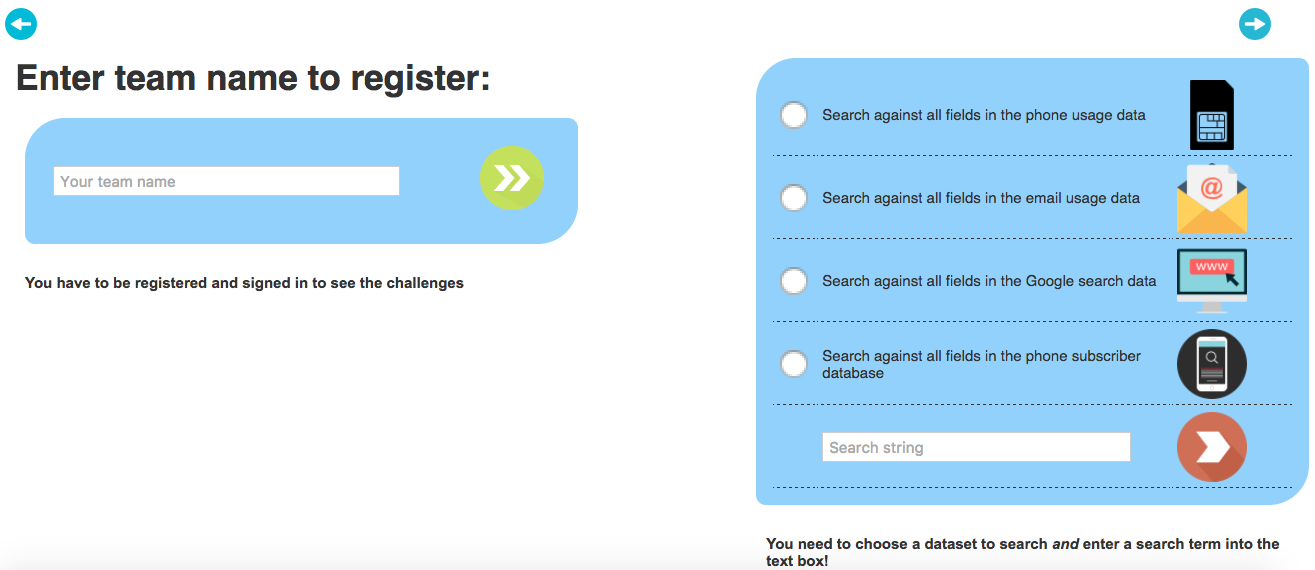 Enter team name to register:
Your team name
You have to be registered and signed in to see the challenges
Search against all fields in the phone usage data
Search against all fields in the email usage data
@
Search against all fields in the Google search data
WWW
Search against all fields in the phone subscriber
database
Search string
You need to choose a dataset to search and enter a search term into the
text box!